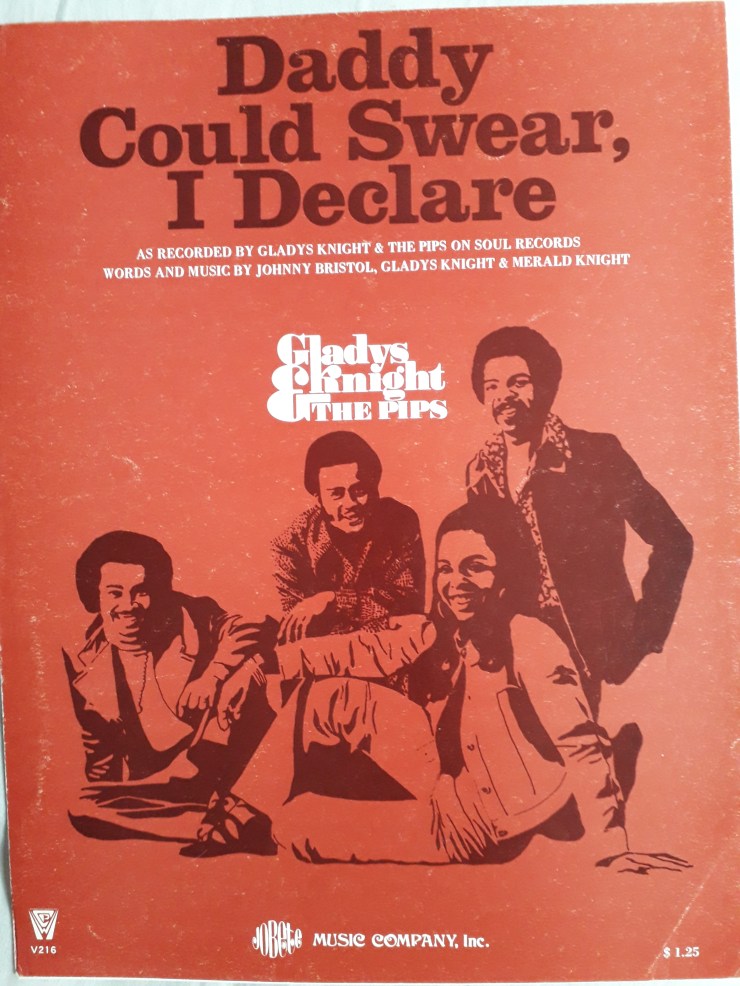 Daddy
Could Swear,
I Declare
AS RECORDED BY GLADYS KNIGHT & THE PIPS ON SOUL RECORDS
WORDS AND MUSIC BY JOHNNY BRISTOL, GLADYS KNIGHT & MERALD KNIGHT
Gladys
Knight
& THE PIPS
V216
JOBete MUSIC COMPANY, Inc.
$ 1.25